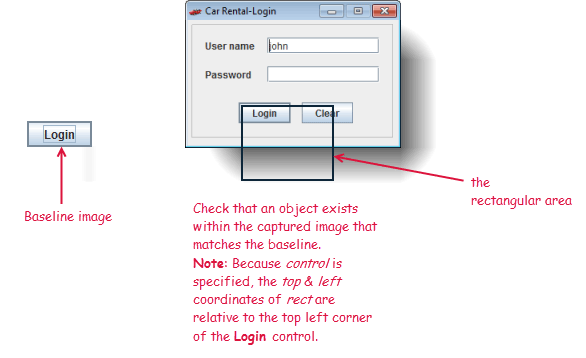 Car Rental-Login
User name
john
Password
Login
Clear
Login
Baseline image
the
rectangular area
Check that an object exists
within the captured image that
matches the baseline.
Note: Because control is
specified, the top & left
coordinates of rect are
relative to the top left corner
of the Login control.